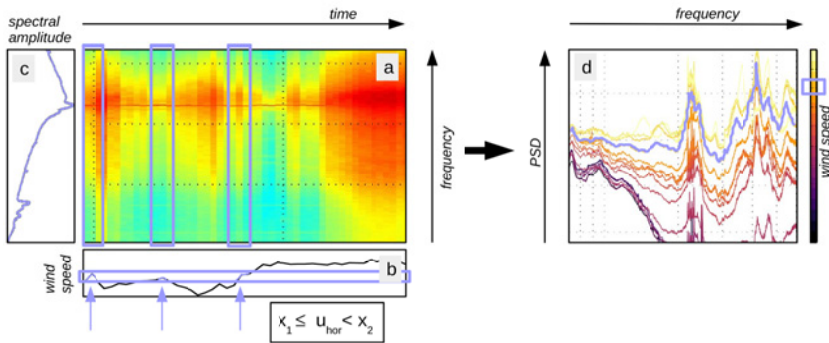 spectral
amplitude
time
frequency
c
a
d
frequency
PSD
wind speed
wind
speed
b
x1 ≤ uhor < x2